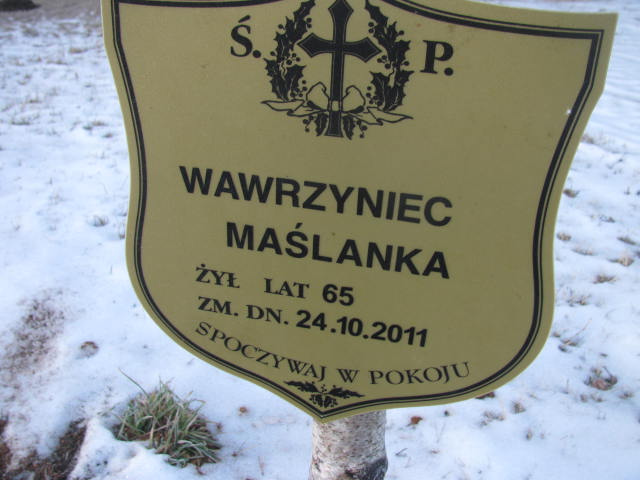 Ś. P.
WAWRZYNIEC
MAŚLANKA
ŻYŁ LAT 65
ZM. DN. 24.10.2011
SPOCZYWAJ W POKOJU